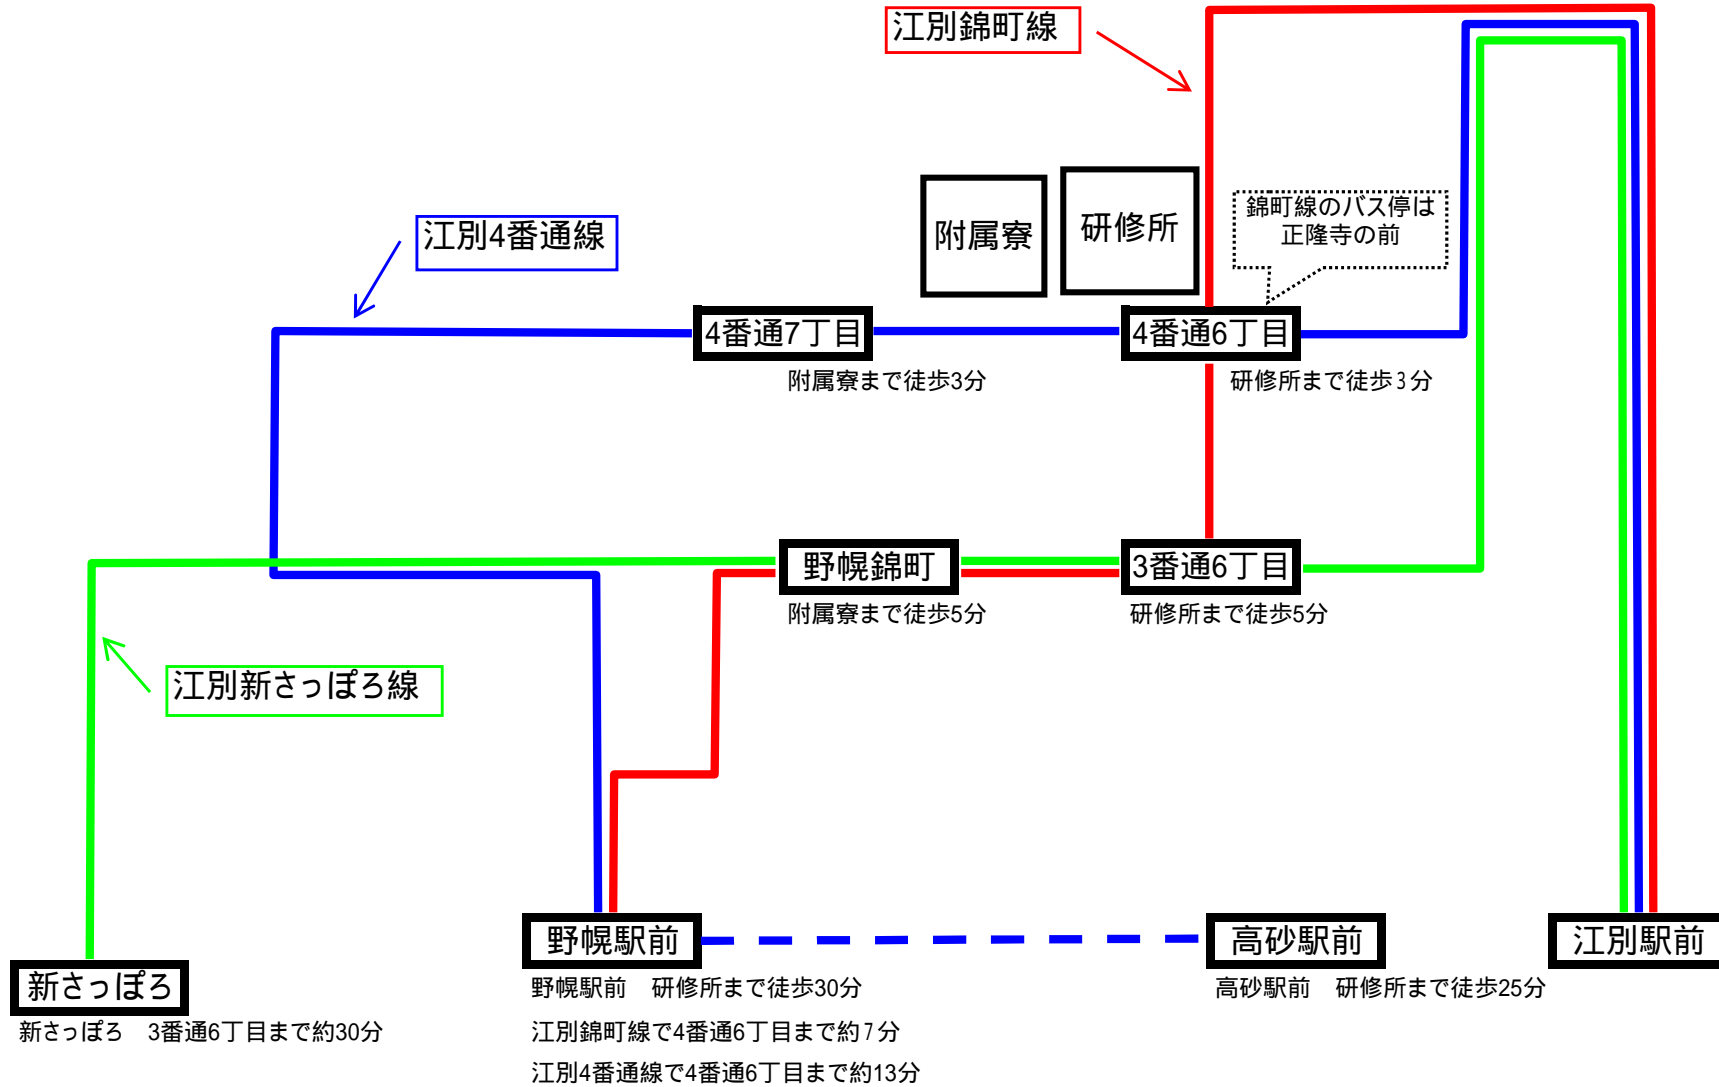 江別錦町線
附属寮
研修所
錦町線のバス停は
正隆寺の前
江別4番通線
4番通7丁目
4番通6丁目
附属寮まで徒歩3分
研修所まで徒歩3分
野幌錦町
3番通6丁目
附属寮まで徒歩5分
研修所まで徒歩5分
江別新さっぽろ線
野幌駅前
高砂駅前
江別駅前
新さっぽろ
野幌駅前　研修所まで徒歩30分
高砂駅前　研修所まで徒歩25分
新さっぽろ　3番通6丁目まで約30分
江別錦町線で4番通6丁目まで約7分
江別4番通線で4番通6丁目まで約13分